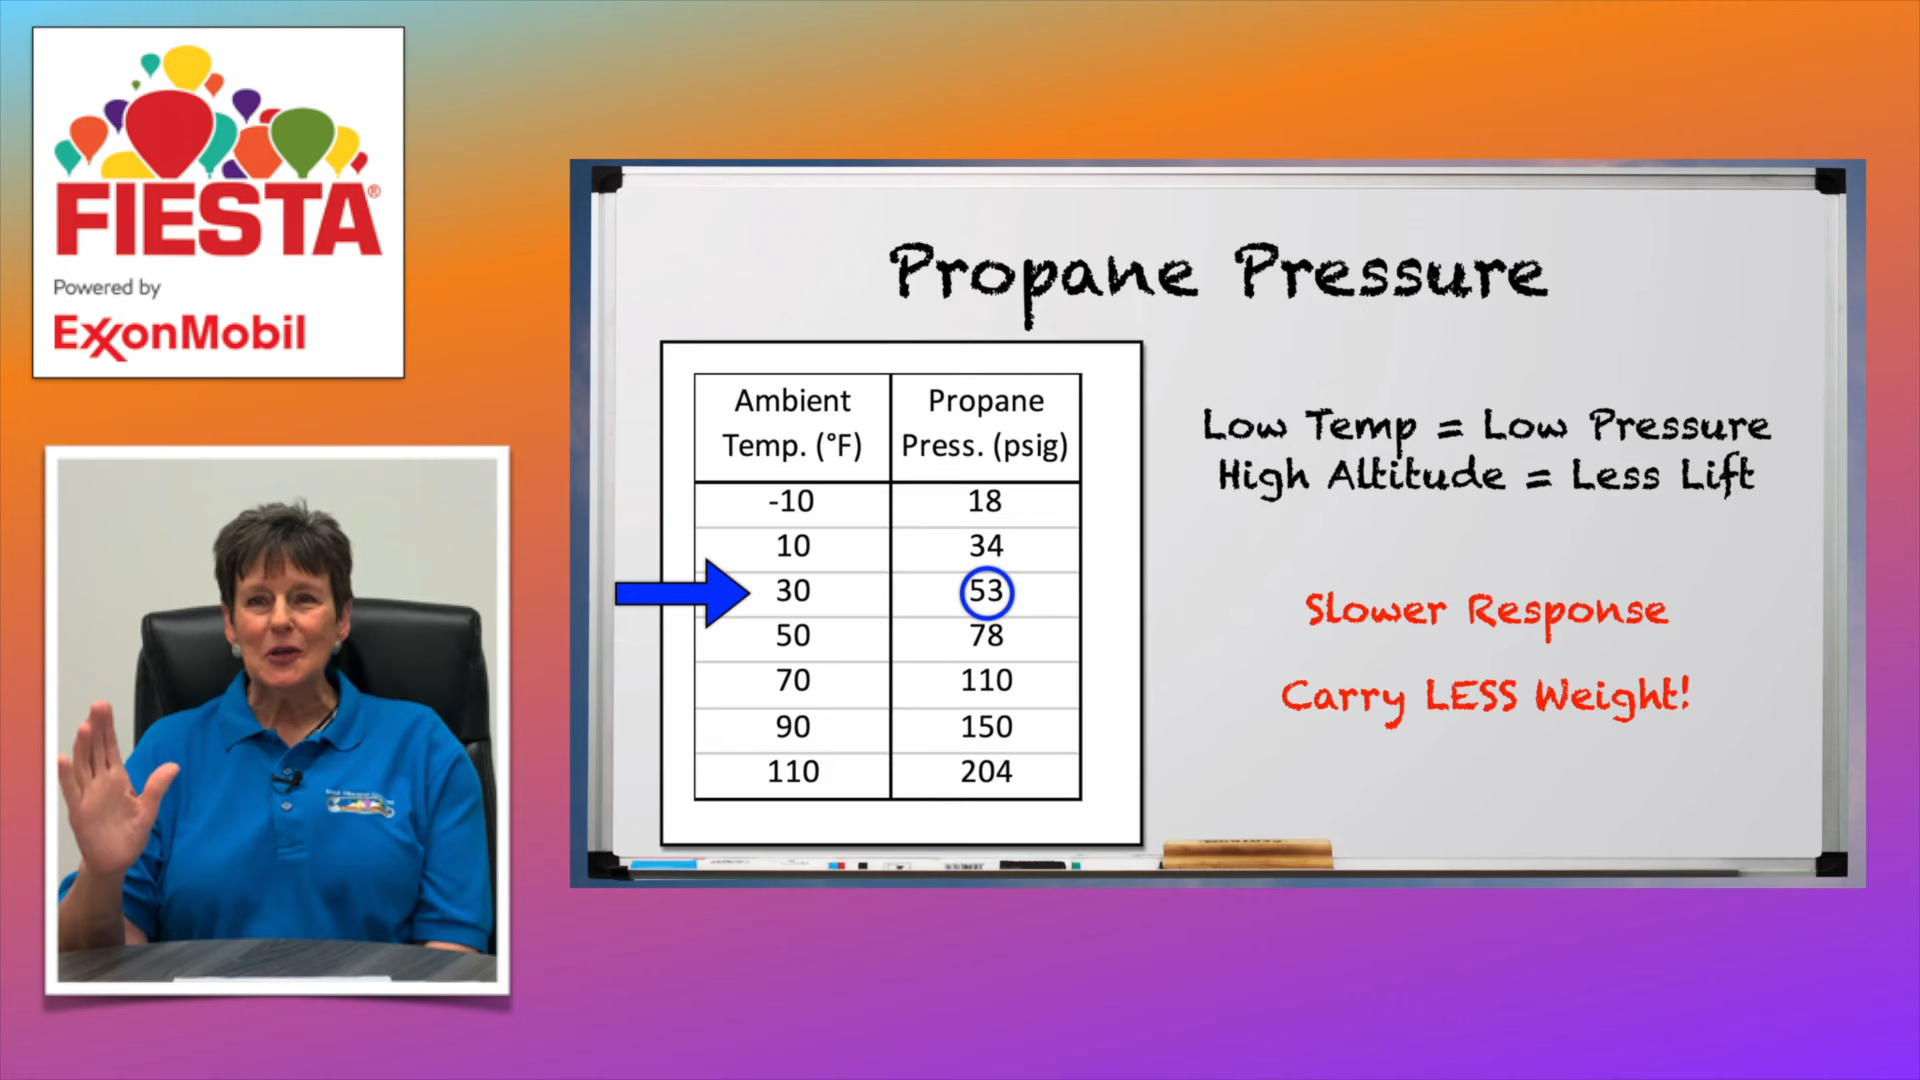 FIESTA®
Powered by
ExxonMobil
Propane Pressure
Ambient Temp. (°F) Propane Press. (psig)
-10 18
10 34
30 53
50 78
70 110
90 150
110 204
Low Temp = Low Pressure
High Altitude = Less Lift
Slower Response
Carry LESS Weight!